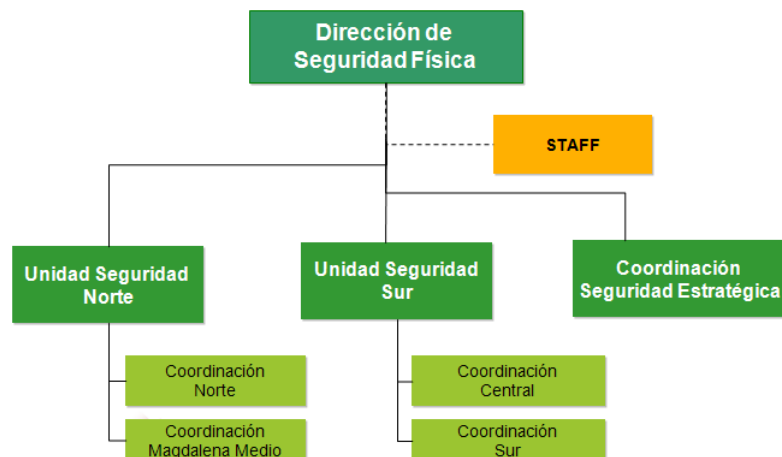 Dirección de
Seguridad Física
STAFF
Unidad Seguridad
Norte
Unidad Seguridad
Sur
Coordinación
Seguridad Estratégica
Coordinación
Norte
Coordinación
Central
Coordinación
Magdalena Medio
Coordinación
Sur